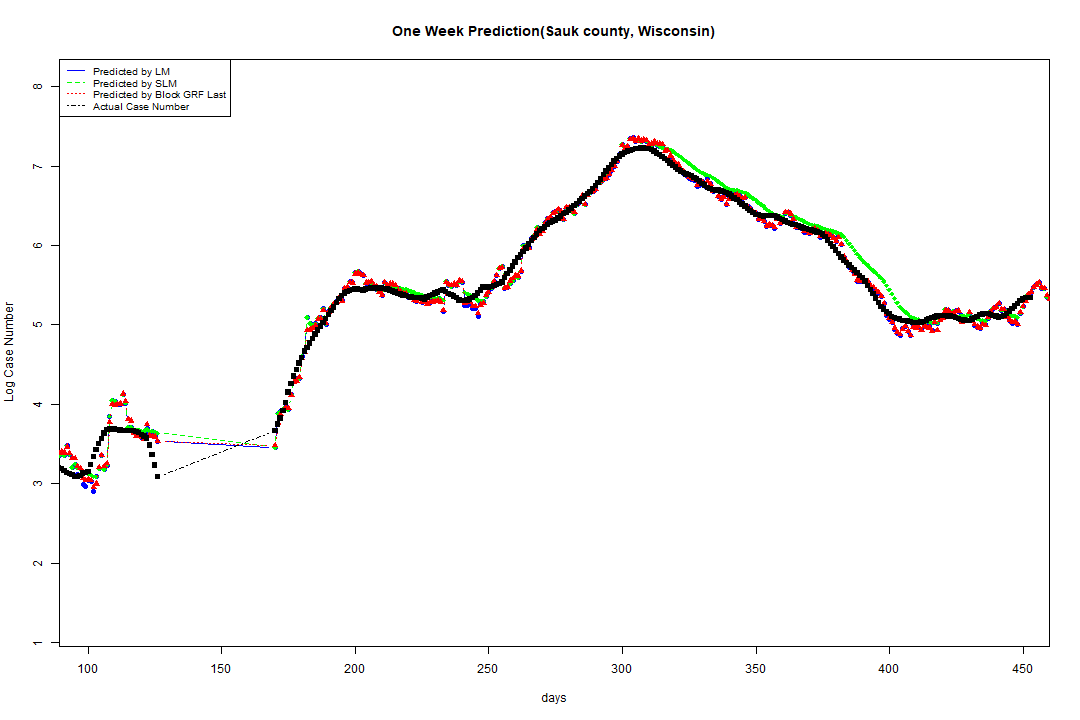 One Week Prediction(Sauk county, Wisconsin)
Predicted by LM
Predicted by SLM
Predicted by Block GRF Last
Actual Case Number
8
7
6
5
4
3
2
1
Log Case Number
100 150 200 250 300 350 400 450
days